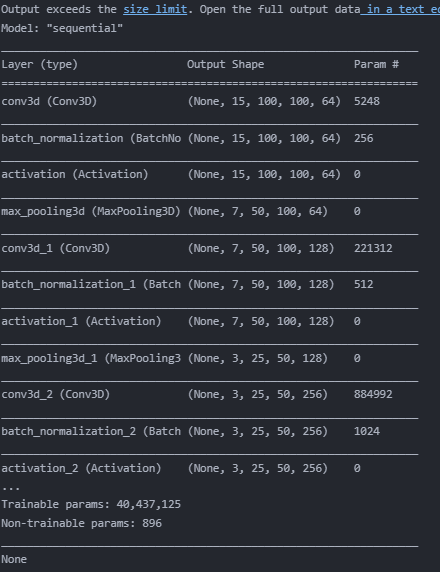 Output exceeds the size limit. Open the full output data in a text ed
Model: "sequential"
_________________________________________________________________
Layer (type)                 Output Shape              Param #
=================================================================
conv3d (Conv3D)              (None, 15, 100, 100, 64)  5248
_________________________________________________________________
batch_normalization (BatchNo (None, 15, 100, 100, 64)  256
_________________________________________________________________
activation (Activation)      (None, 15, 100, 100, 64)  0
_________________________________________________________________
max_pooling3d (MaxPooling3D) (None, 7, 50, 100, 64)    0
_________________________________________________________________
conv3d_1 (Conv3D)            (None, 7, 50, 100, 128)   221312
_________________________________________________________________
batch_normalization_1 (Batch (None, 7, 50, 100, 128)   512
_________________________________________________________________
activation_1 (Activation)    (None, 7, 50, 100, 128)   0
_________________________________________________________________
max_pooling3d_1 (MaxPooling3 (None, 3, 25, 50, 128)    0
_________________________________________________________________
conv3d_2 (Conv3D)            (None, 3, 25, 50, 256)    884992
_________________________________________________________________
batch_normalization_2 (Batch (None, 3, 25, 50, 256)    1024
_________________________________________________________________
activation_2 (Activation)    (None, 3, 25, 50, 256)    0
...
Trainable params: 40,437,125
Non-trainable params: 896
_________________________________________________________________
None